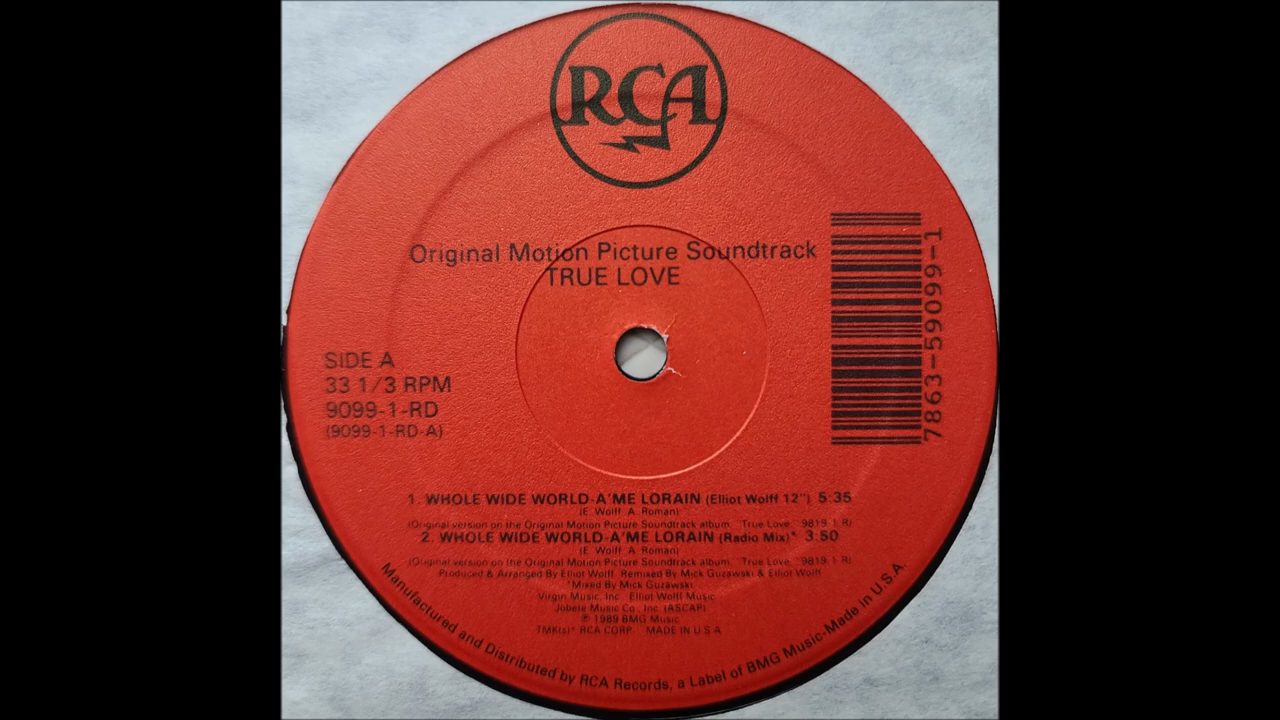 RCA
Original Motion Picture Soundtrack
TRUE LOVE
SIDE A
33 1/3 RPM
9099-1-RD
(9099-1-RD-A)
7863-59099-1
1. WHOLE WIDE WORLD-A'ME LORAIN (Elliot Wolff 12") 5:35
(E. Wolff A. Roman)
(Original version on the Original Motion Picture Soundtrack album, "True Love," 9819-1-R)
2. WHOLE WIDE WORLD-A'ME LORAIN (Radio Mix)* 3:50
(E. Wolff A. Roman)
(Original version on the Original Motion Picture Soundtrack album, "True Love, "9819-1-R)
Produced & Arranged By Elliot Wolff. Remixed By Mick Guzawski & Elliot Wolff
*Mixed By Mick Guzawski
Virgin Music, Inc. Elliot Wolff Music
Jobete Music Co., Inc. (ASCAP)
℗ 1989 BMG Music
TMK(s)® RCA CORP. MADE IN U.S.A.
Manufactured and Distributed by RCA Records, a Label of BMG Music-Made in U.S.A.